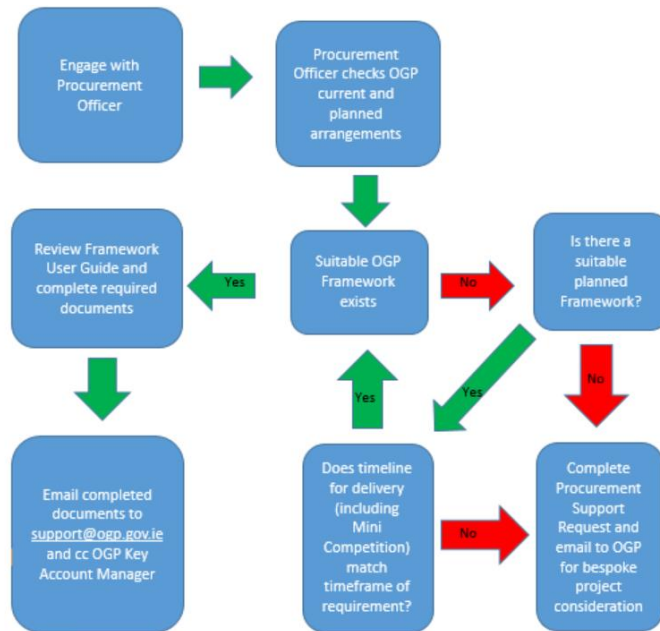 Engage with
Procurement
Officer
Procurement
Officer checks OGP
current and
planned
arrangements
Review Framework
User Guide and
complete required
documents
Yes
Suitable OGP
Framework
exists
No
Is there a
suitable
planned
Framework?
Yes
Yes
No
Email completed
documents to
support@ogp.gov.ie
and cc OGP Key
Account Manager
Does timeline
for delivery
(including
Mini
Competition)
match
timeframe of
requirement?
No
Complete
Procurement
Support
Request and
email to OGP
for bespoke
project
consideration